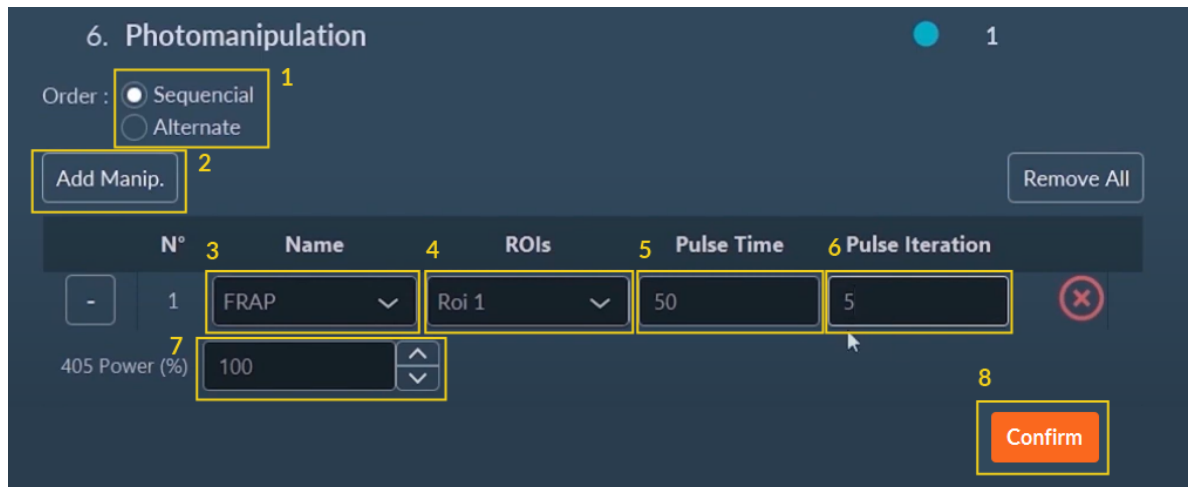 6. Photomanipulation 1
Order : Sequencial 1
Alternate
Add Manip. 2 Remove All
N° 3 Name 4 ROIs 5 Pulse Time 6 Pulse Iteration
- 1 FRAP Roi 1 50 5
7
405 Power (%) 100
8
Confirm